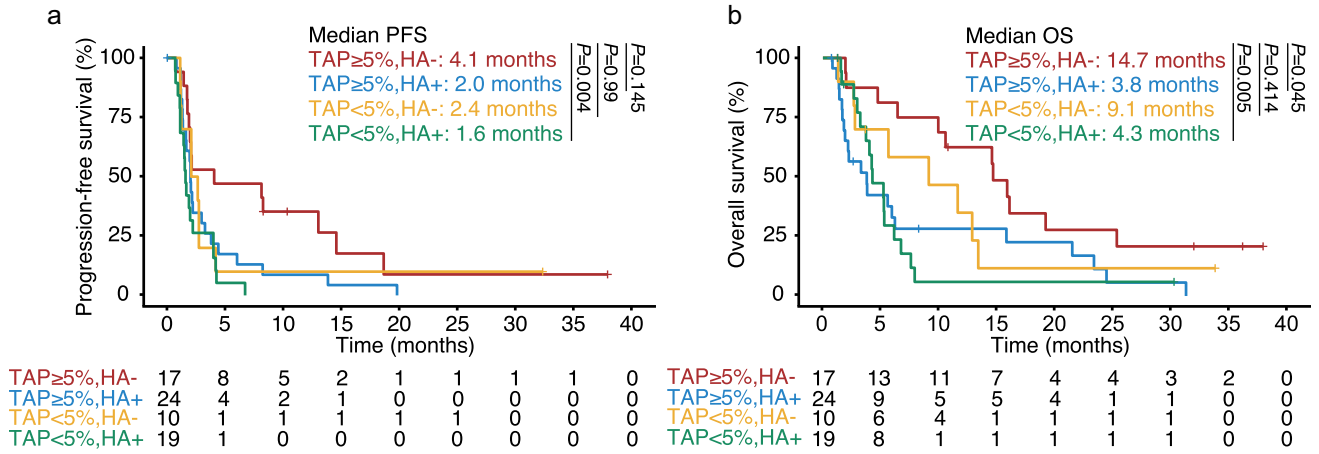 a
Progression-free survival (%)
100
75
50
25
0
Median PFS
TAP≥5%,HA-: 4.1 months
TAP≥5%,HA+: 2.0 months
TAP<5%,HA-: 2.4 months
TAP<5%,HA+: 1.6 months
P=0.004
P=0.99
P=0.145
0 5 10 15 20 25 30 35 40
Time (months)
TAP≥5%,HA- 17 8 5 2 1 1 1 1 0
TAP≥5%,HA+ 24 4 2 1 0 0 0 0 0
TAP<5%,HA- 10 1 1 1 1 1 1 0 0
TAP<5%,HA+ 19 1 0 0 0 0 0 0 0
b
Overall survival (%)
100
75
50
25
0
Median OS
TAP≥5%,HA-: 14.7 months
TAP≥5%,HA+: 3.8 months
TAP<5%,HA-: 9.1 months
TAP<5%,HA+: 4.3 months
P=0.005
P=0.414
P=0.045
0 5 10 15 20 25 30 35 40
Time (months)
TAP≥5%,HA- 17 13 11 7 4 4 3 2 0
TAP≥5%,HA+ 24 9 5 5 4 1 1 0 0
TAP<5%,HA- 10 6 4 1 1 1 1 0 0
TAP<5%,HA+ 19 8 1 1 1 1 1 0 0